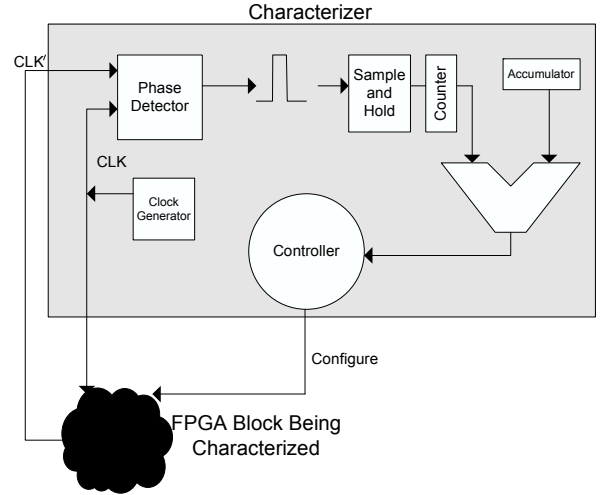 Characterizer
CLK/
Phase
Detector
Sample
and
Hold
Counter
Accumulator
CLK
Clock
Generator
Controller
Configure
FPGA Block Being
Characterized